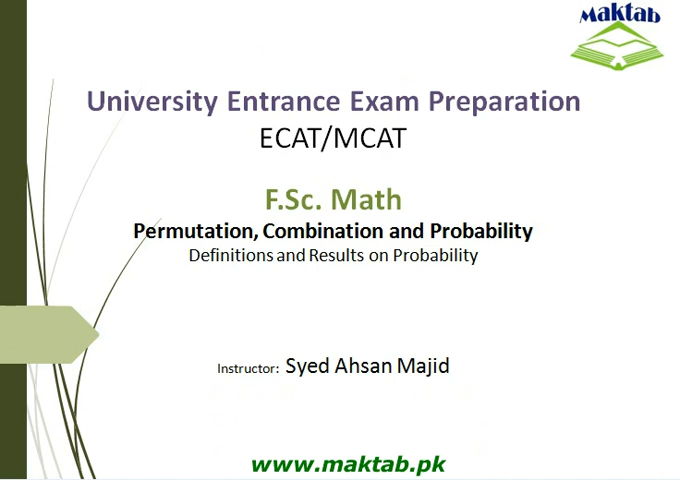 Maktab
University Entrance Exam Preparation
ECAT/MCAT
F.Sc. Math
Permutation, Combination and Probability
Definitions and Results on Probability
Instructor: Syed Ahsan Majid
www.maktab.pk